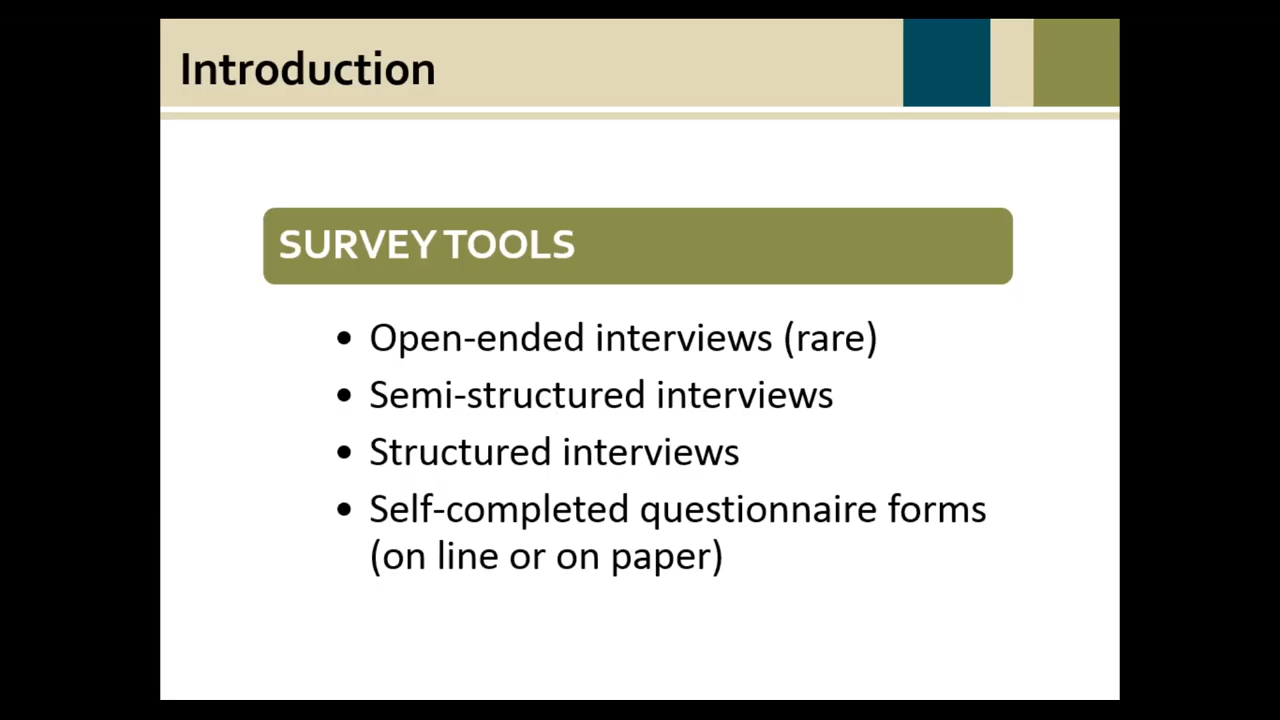 Introduction
SURVEY TOOLS
• Open-ended interviews (rare)
• Semi-structured interviews
• Structured interviews
• Self-completed questionnaire forms
(on line or on paper)